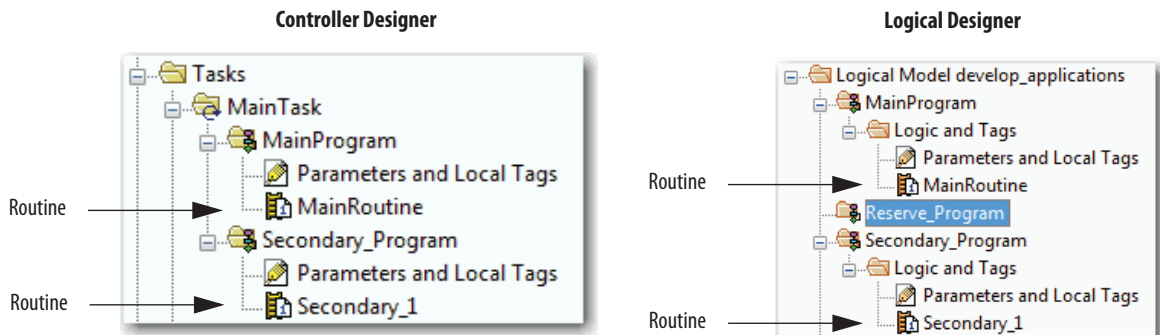 Controller Designer
Tasks
MainTask
MainProgram
Parameters and Local Tags
Routine
MainRoutine
Secondary_Program
Parameters and Local Tags
Routine
Secondary_1
Logical Designer
Logical Model develop_applications
MainProgram
Logic and Tags
Parameters and Local Tags
Routine
MainRoutine
Reserve_Program
Secondary_Program
Logic and Tags
Parameters and Local Tags
Routine
Secondary_1